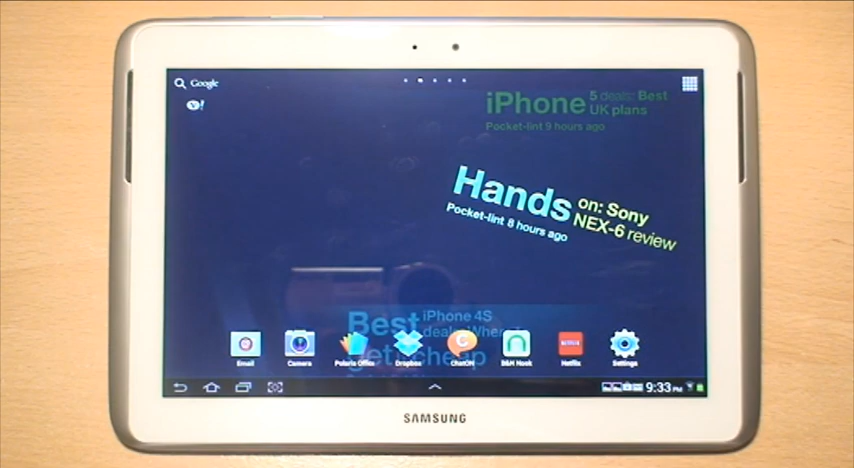 Google
iPhone 5 deals: Best
UK plans
Pocket-lint 9 hours ago
Hands on: Sony
NEX-6 review
Pocket-lint 8 hours ago
Best iPhone 4S
deals: Where
cheap
Email Camera Polaris Office Dropbox ChatON B&N Nook Netflix Settings
9:33 PM
SAMSUNG